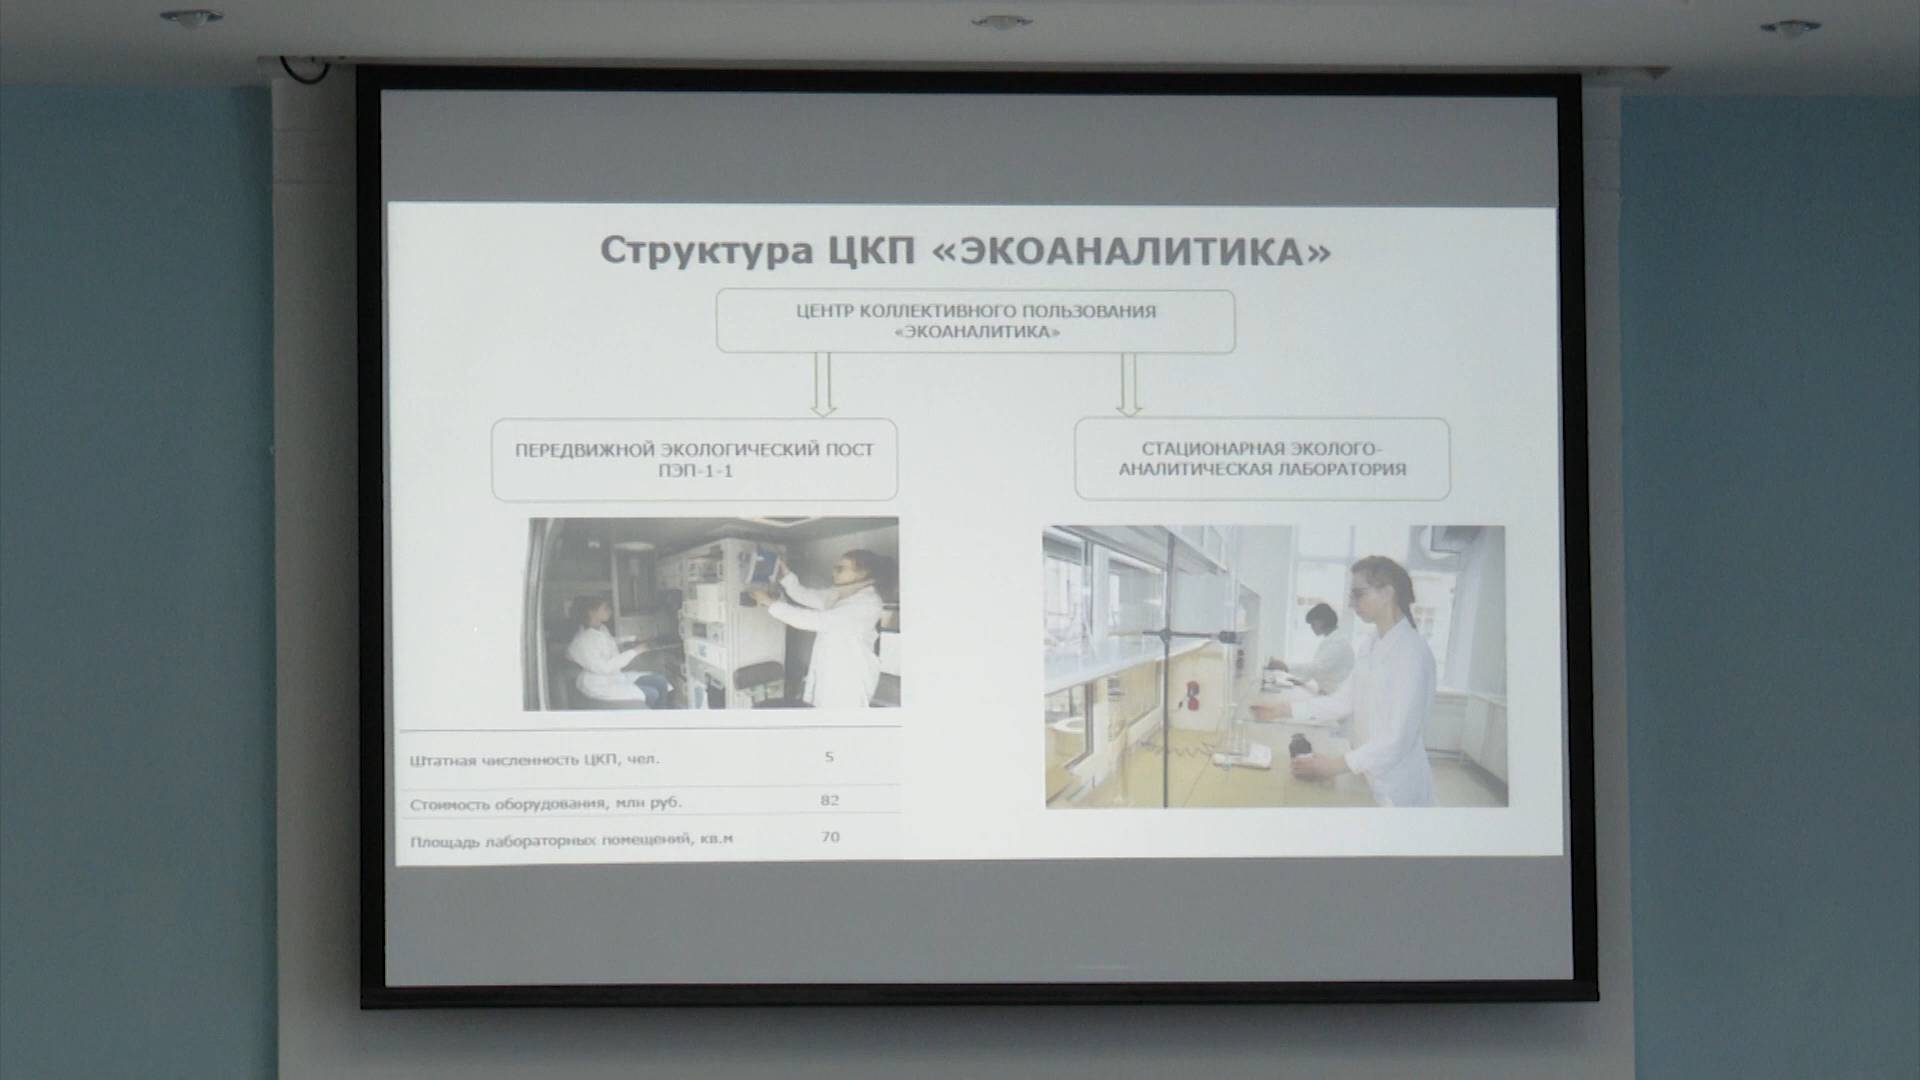 Структура ЦКП «ЭКОАНАЛИТИКА»
ЦЕНТР КОЛЛЕКТИВНОГО ПОЛЬЗОВАНИЯ
«ЭКОАНАЛИТИКА»
ПЕРЕДВИЖНОЙ ЭКОЛОГИЧЕСКИЙ ПОСТ
ПЭП-1-1
СТАЦИОНАРНАЯ ЭКОЛОГО-
АНАЛИТИЧЕСКАЯ ЛАБОРАТОРИЯ
Штатная численность ЦКП, чел. 5
Стоимость оборудования, млн руб. 82
Площадь лабораторных помещений, кв.м 70